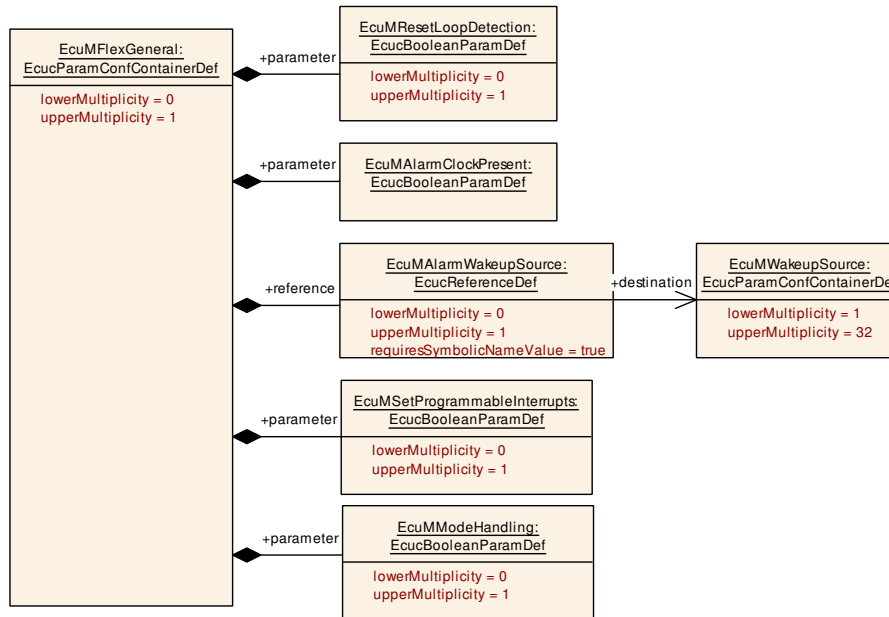 EcuMFlexGeneral:
EcucParamConfContainerDef
lowerMultiplicity = 0
upperMultiplicity = 1
+parameter
EcuMResetLoopDetection:
EcucBooleanParamDef
lowerMultiplicity = 0
upperMultiplicity = 1
+parameter
EcuMAlarmClockPresent:
EcucBooleanParamDef
+reference
EcuMAlarmWakeupSource:
EcucReferenceDef
lowerMultiplicity = 0
upperMultiplicity = 1
requiresSymbolicNameValue = true
+destination
EcuMWakeupSource:
EcucParamConfContainerDe
lowerMultiplicity = 1
upperMultiplicity = 32
+parameter
EcuMSetProgrammableInterrupts:
EcucBooleanParamDef
lowerMultiplicity = 0
upperMultiplicity = 1
+parameter
EcuMModeHandling:
EcucBooleanParamDef
lowerMultiplicity = 0
upperMultiplicity = 1